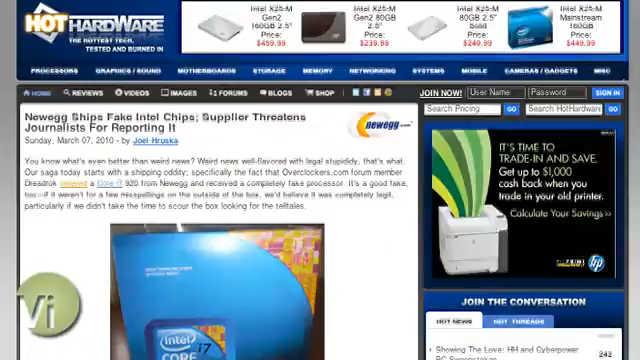 HOTHARDWARE
THE HOTTEST TECH,
TESTED AND BURNED IN
Intel X25-M
Gen2
160GB 2.5"
Price:
$459.99
Intel X25-M
Gen2 80GB
2.5"
Price:
$239.99
Intel X25-M
80GB 2.5"
Solid
Price:
$249.99
Intel X25-M
Mainstream
160GB
Price:
$449.99
PROCESSORS GRAPHICS / SOUND MOTHERBOARDS STORAGE MEMORY NETWORKING SYSTEMS MOBILE CAMERAS / GADGETS MISC
HOME REVIEWS VIDEOS IMAGES FORUMS BLOGS SHOP JOIN NOW! User Name Password SIGN IN
Search Pricing GO Search HotHardware GO
Newegg Ships Fake Intel Chips; Supplier Threatens
Journalists For Reporting It
Sunday, March 07, 2010 - by Joel Hruska
newegg.com
You know what's even better than weird news? Weird news well-flavored with legal stupidity, that's what.
Our saga today starts with a shipping oddity; specifically the fact that Overclockers.com forum member
Dreadrok ordered a Core i7 920 from Newegg and received a completely fake processor. It's a good fake,
too—if it weren't for a few misspellings on the outside of the box, we'd believe it was completely legit,
particularly if we didn't take the time to scour the box looking for the telltales.
IT'S TIME TO
TRADE-IN AND SAVE.
Get up to $1,000
cash back when you
trade in your old printer.
Calculate Your Savings >>
hp
Vi
intel
CORE i7
JOIN THE CONVERSATION
HOT NEWS HOT THREADS
Showing The Love: HH and Cyberpower
PC Sweepstakes
242